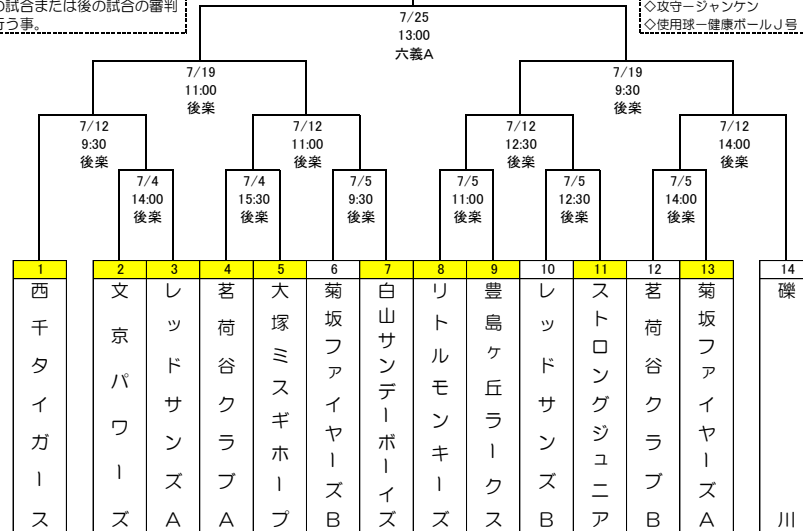 の試合または後の試合の審判
行う事。
◇攻守ージャンケン
◇使用球ー健康ボールJ号
7/25
13:00
六義A
7/19
11:00
後楽
7/19
9:30
後楽
7/12
9:30
後楽
7/12
11:00
後楽
7/12
12:30
後楽
7/12
14:00
後楽
7/4
14:00
後楽
7/4
15:30
後楽
7/5
9:30
後楽
7/5
11:00
後楽
7/5
12:30
後楽
7/5
14:00
後楽
1
西千タイガース
2
文京パワーズ
3
レッドサンズA
4
茗荷谷クラブA
5
大塚ミスギホープ
6
菊坂ファイヤーズB
7
白山サンデーボーイズ
8
リトルモンキーズ
9
豊島ヶ丘ラークス
10
レッドサンズB
11
ストロングジュニア
12
茗荷谷クラブB
13
菊坂ファイヤーズA
14
礫川